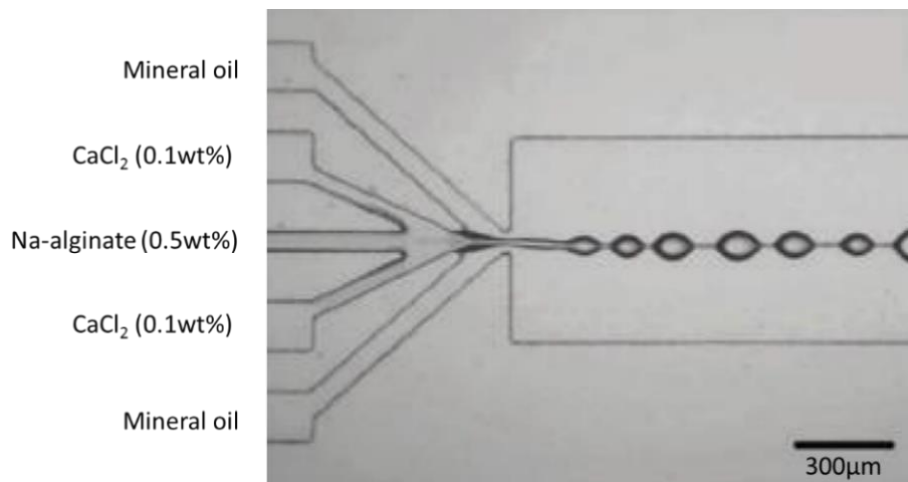 Mineral oil
CaCl₂ (0.1wt%)
Na-alginate (0.5wt%)
CaCl₂ (0.1wt%)
Mineral oil
300μm